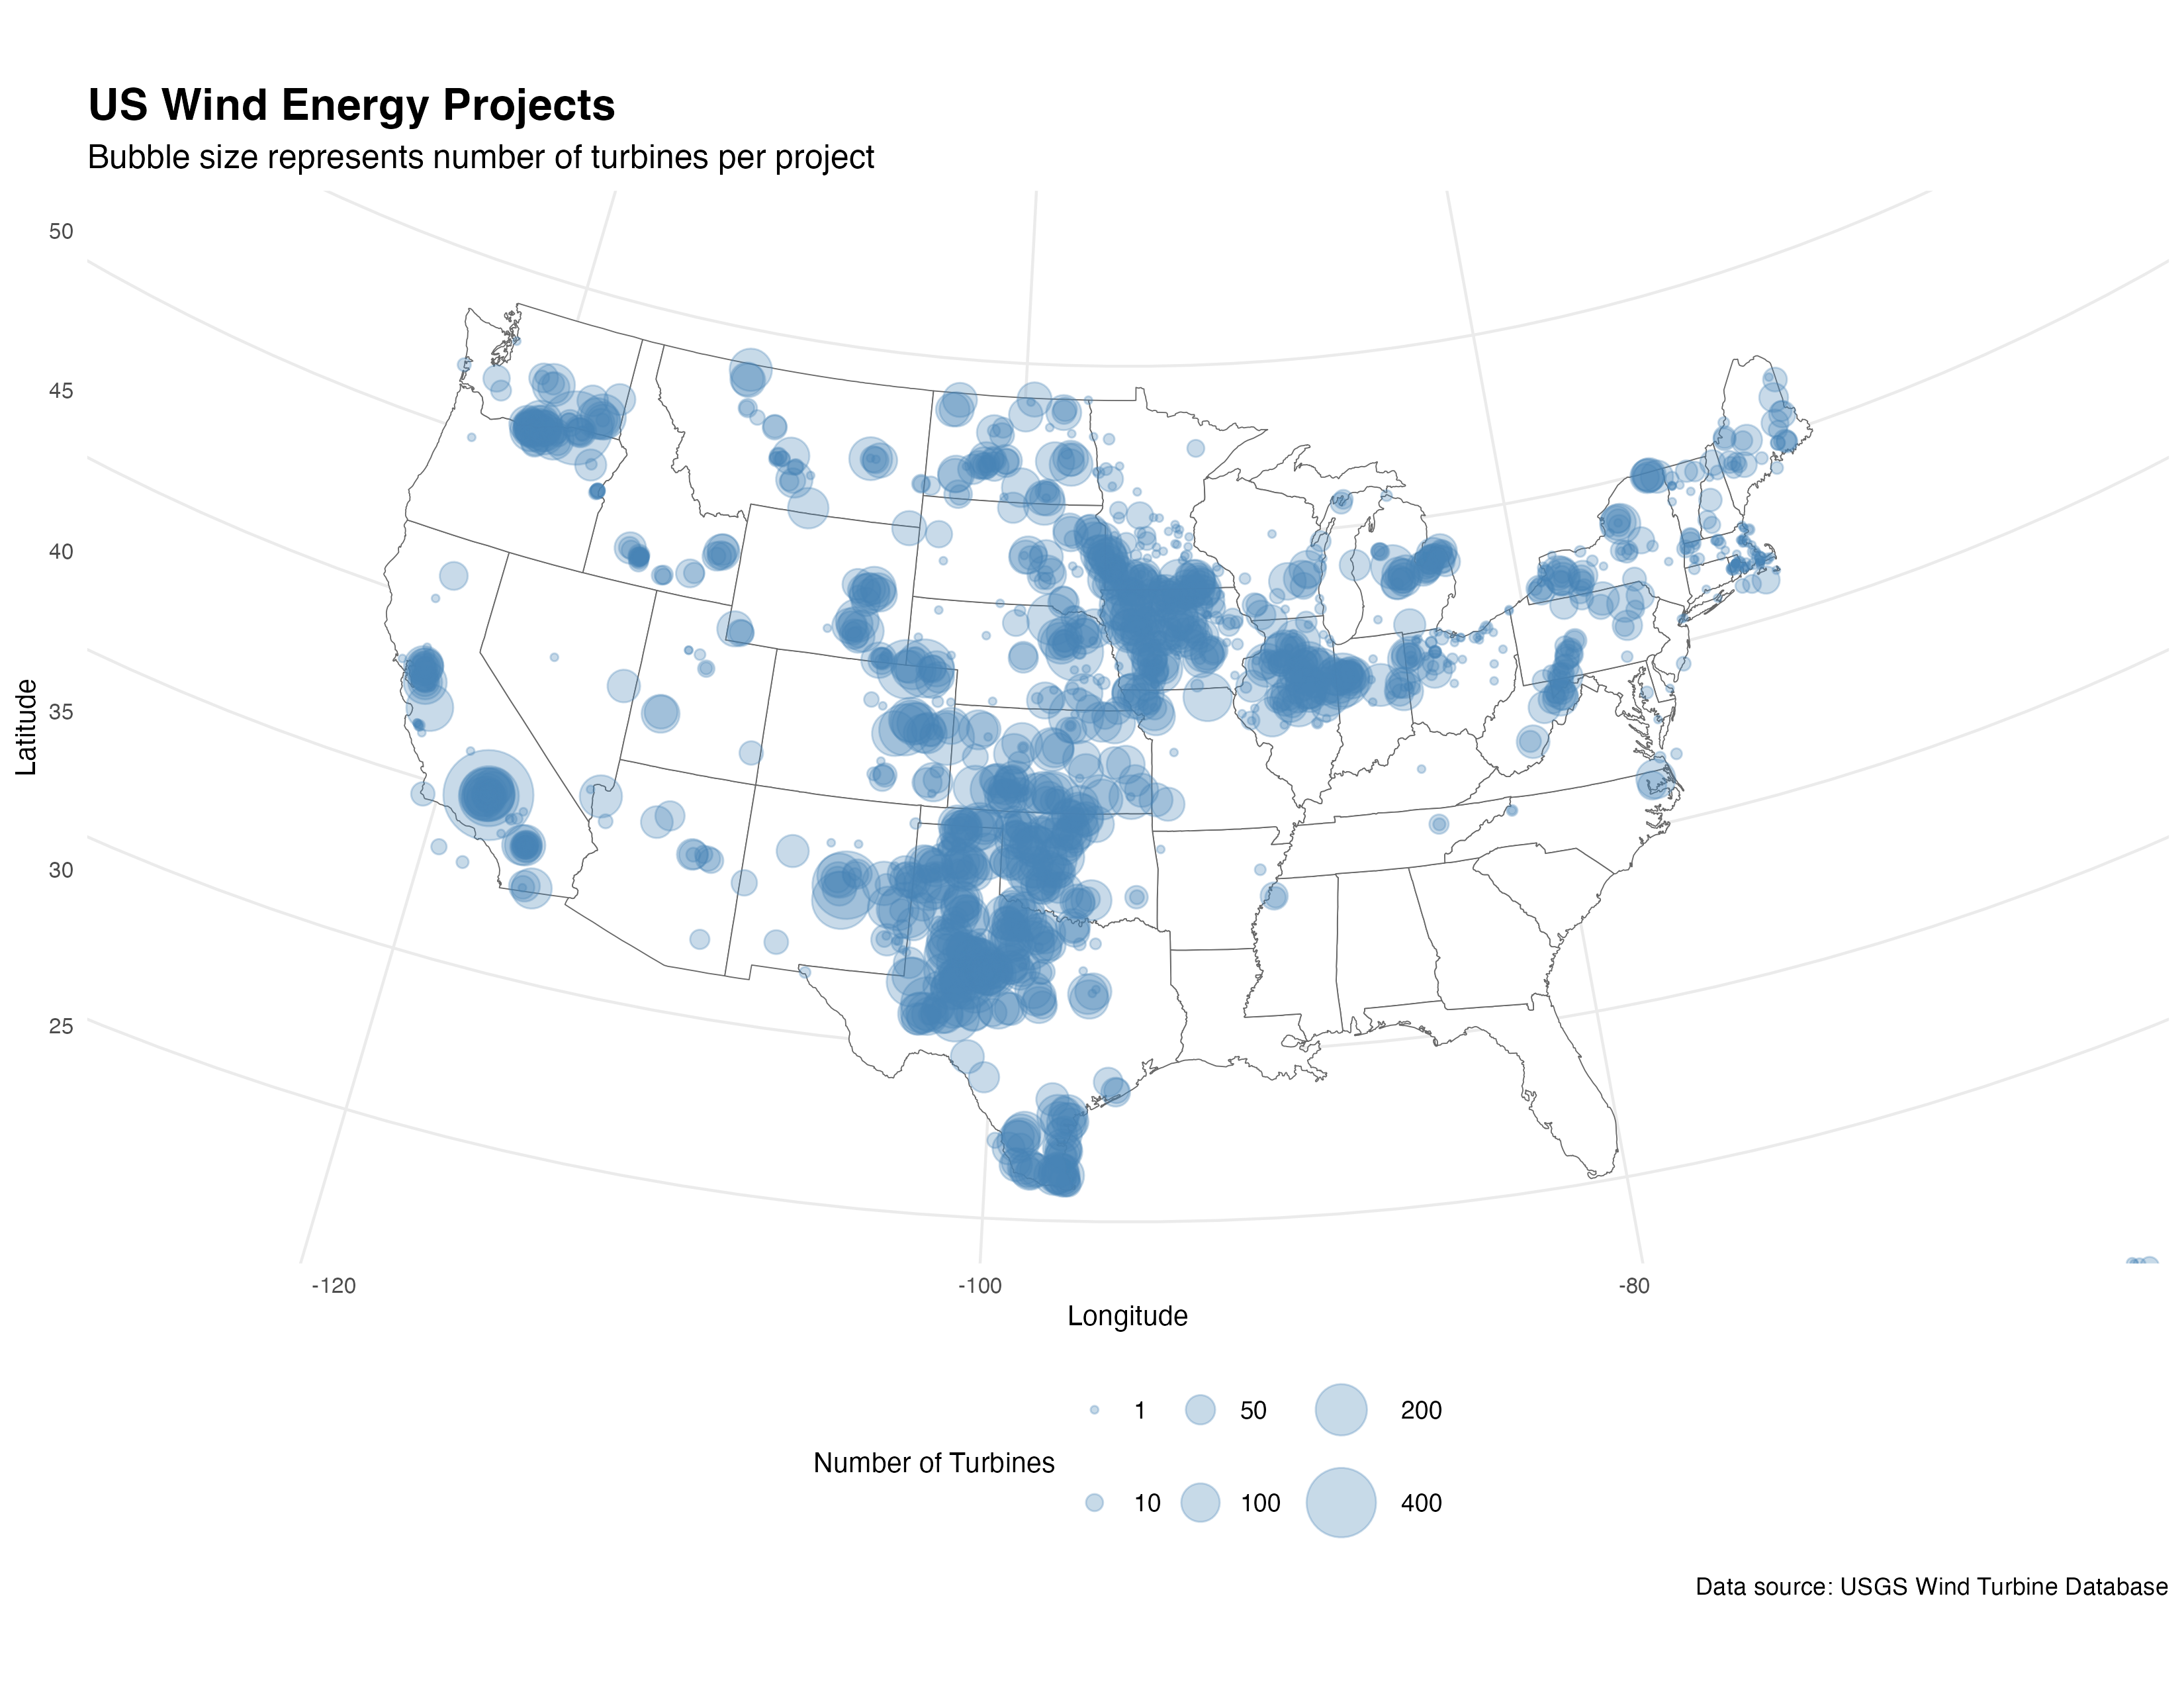 US Wind Energy Projects
Bubble size represents number of turbines per project
50
45
40
35
30
25
Latitude
-120
-100
-80
Longitude
Number of Turbines
1
50
200
10
100
400
Data source: USGS Wind Turbine Database